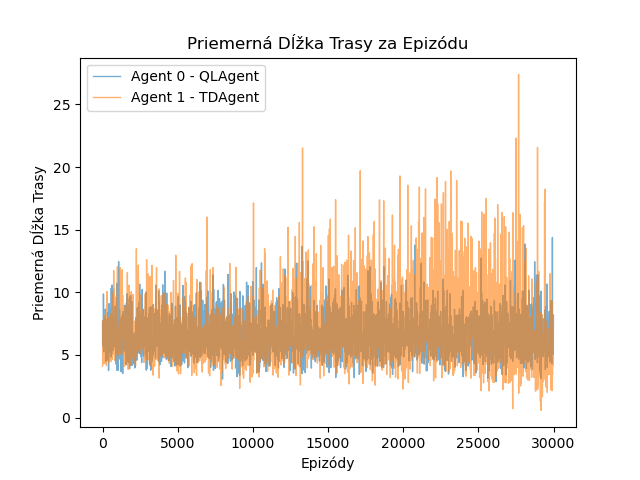 Priemerná Dĺžka Trasy za Epizódu
Agent 0 - QLAgent
Agent 1 - TDAgent
Priemerná Dĺžka Trasy
25
20
15
10
5
0
0 5000 10000 15000 20000 25000 30000
Epizódy